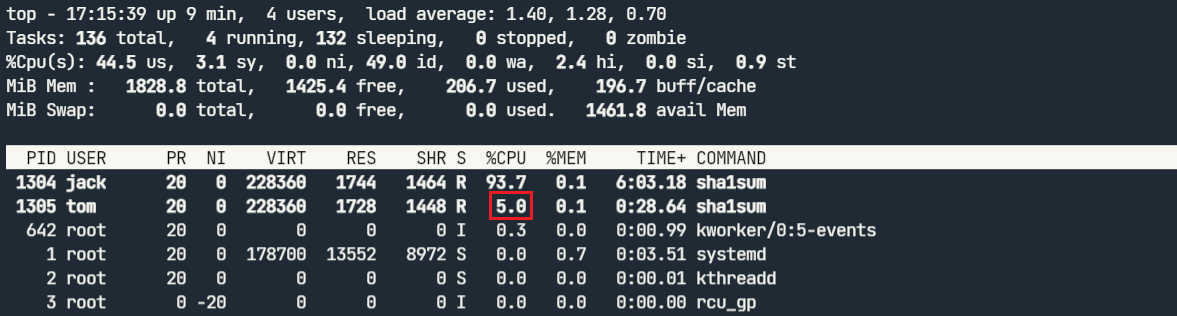 top - 17:15:39 up 9 min,  4 users,  load average: 1.40, 1.28, 0.70
Tasks: 136 total,   4 running, 132 sleeping,   0 stopped,   0 zombie
%Cpu(s): 44.5 us,  3.1 sy,  0.0 ni, 49.0 id,  0.0 wa,  2.4 hi,  0.0 si,  0.9 st
MiB Mem :   1828.8 total,   1425.4 free,    206.7 used,    196.7 buff/cache
MiB Swap:      0.0 total,      0.0 free,      0.0 used.   1461.8 avail Mem
PID USER      PR  NI    VIRT    RES    SHR S  %CPU  %MEM     TIME+ COMMAND
1304 jack      20   0  228360   1744   1464 R  93.7   0.1   6:03.18 sha1sum
1305 tom       20   0  228360   1728   1448 R   5.0   0.1   0:28.64 sha1sum
642 root      20   0       0      0      0 I   0.3   0.0   0:00.99 kworker/0:5-events
1 root      20   0  178700  13552   8972 S   0.0   0.7   0:03.51 systemd
2 root      20   0       0      0      0 S   0.0   0.0   0:00.01 kthreadd
3 root       0 -20       0      0      0 I   0.0   0.0   0:00.00 rcu_gp